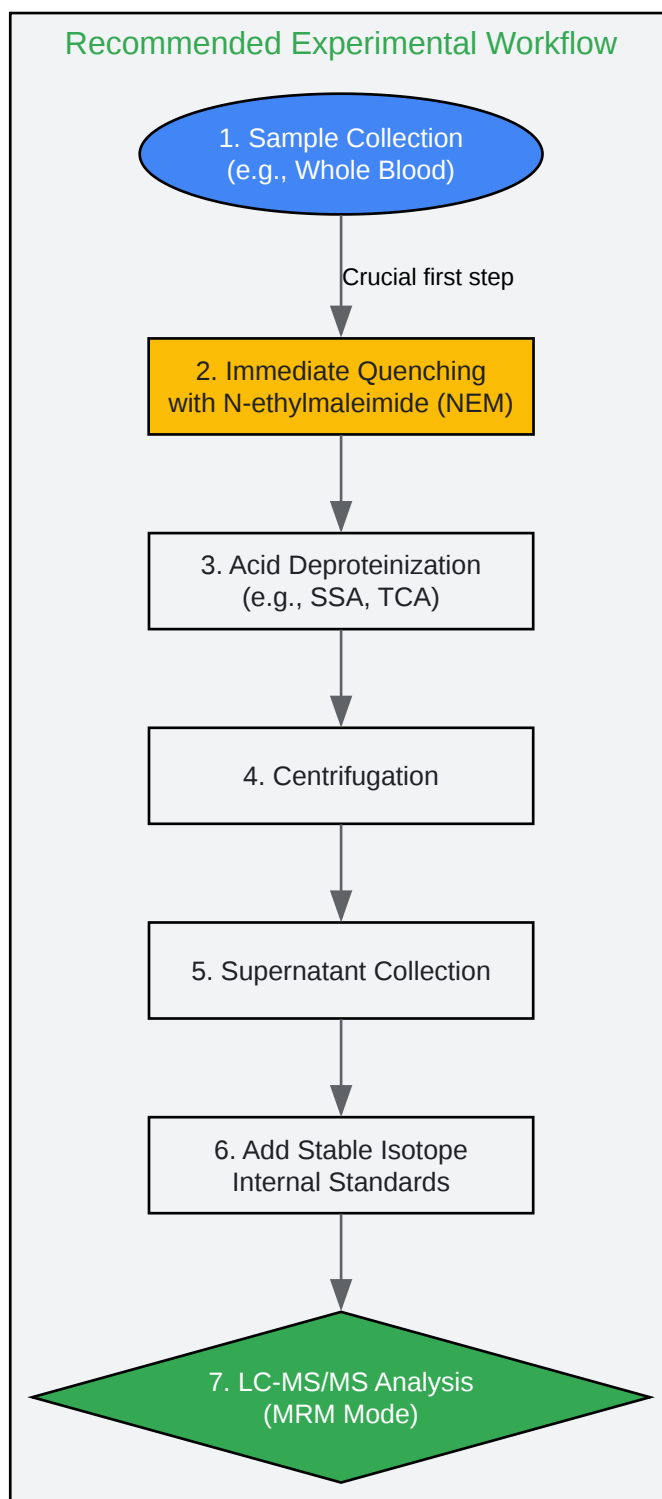 Recommended Experimental Workflow
1. Sample Collection
(e.g., Whole Blood)
Crucial first step
2. Immediate Quenching
with N-ethylmaleimide (NEM)
3. Acid Deproteinization
(e.g., SSA, TCA)
4. Centrifugation
5. Supernatant Collection
6. Add Stable Isotope
Internal Standards
7. LC-MS/MS Analysis
(MRM Mode)